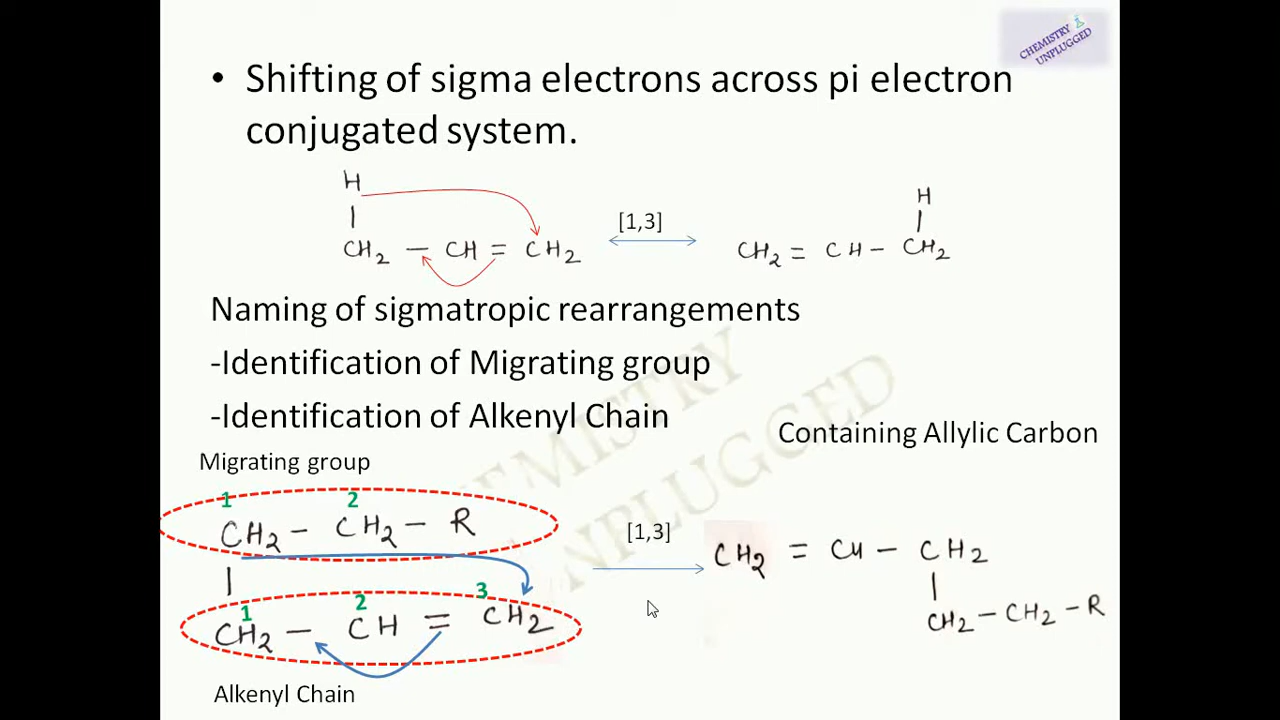 CHEMISTRY
UNPLUGGED
• Shifting of sigma electrons across pi electron
conjugated system.
H
|
CH2 — CH = CH2
[1,3]
H
|
CH2 = CH – CH2
Naming of sigmatropic rearrangements
-Identification of Migrating group
-Identification of Alkenyl Chain
Containing Allylic Carbon
Migrating group
1 2
CH2 – CH2 – R
|
1 2 3
CH2 – CH = CH2
Alkenyl Chain
[1,3]
CH2 = CH – CH2
|
CH2 – CH2 – R
CHEMISTRY
UNPLUGGED